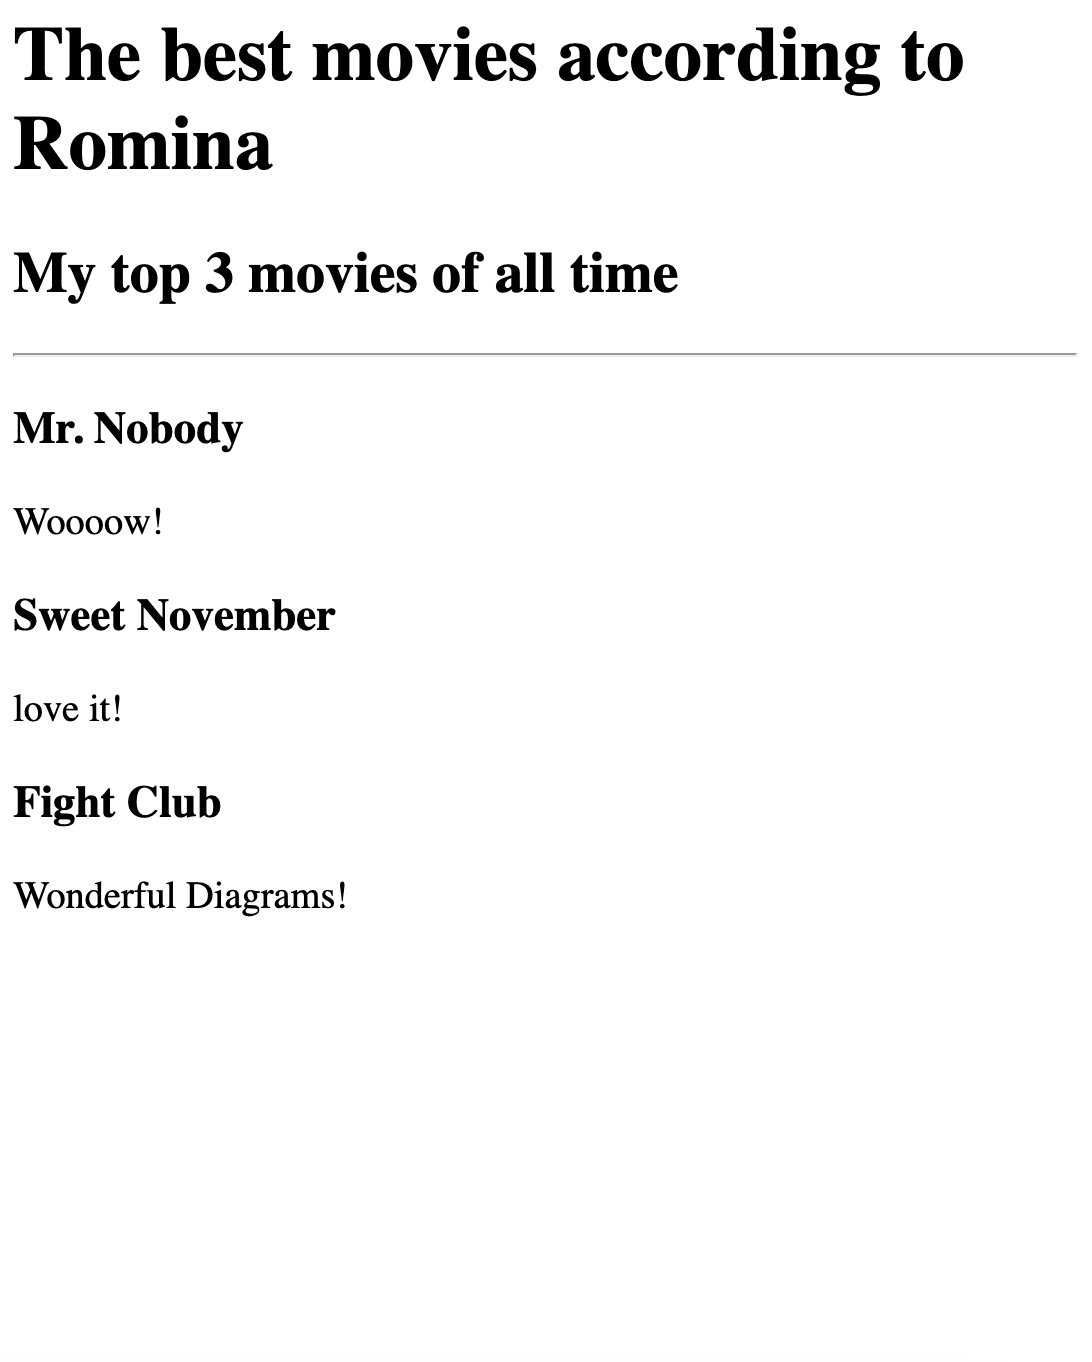 The best movies according to
Romina
My top 3 movies of all time
Mr. Nobody
Woooow!
Sweet November
love it!
Fight Club
Wonderful Diagrams!